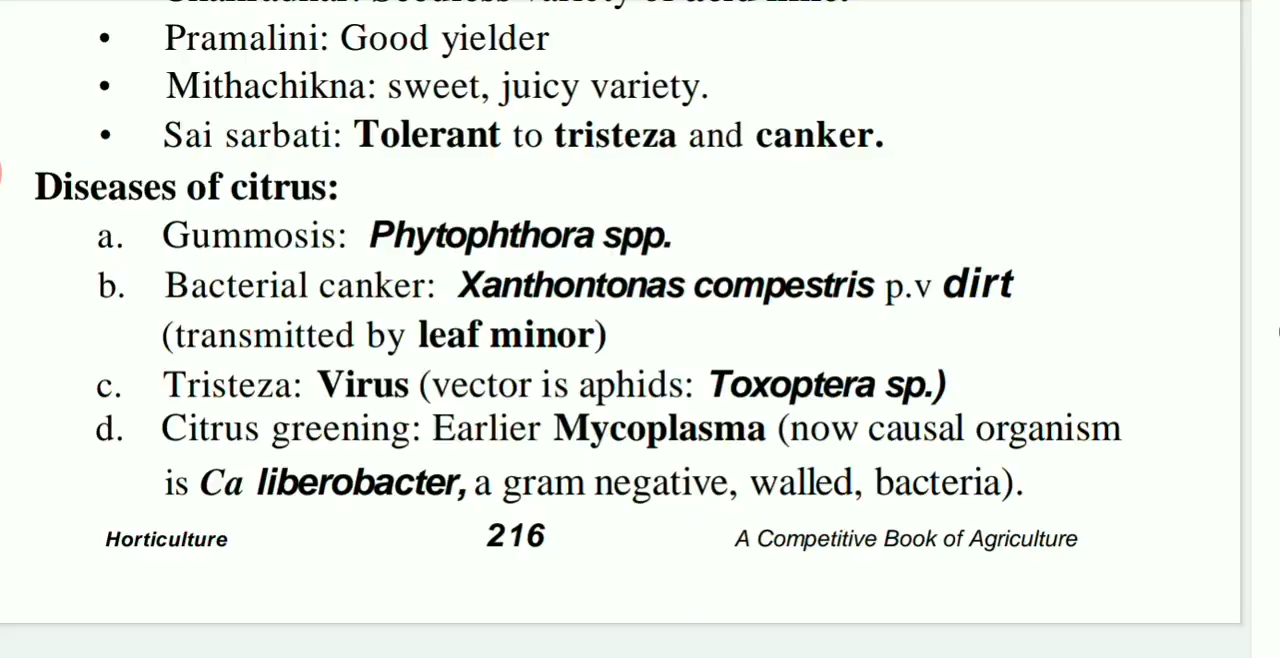 • Pramalini: Good yielder
• Mithachikna: sweet, juicy variety.
• Sai sarbati: Tolerant to tristeza and canker.
Diseases of citrus:
a. Gummosis: Phytophthora spp.
b. Bacterial canker: Xanthontonas compestris p.v dirt
(transmitted by leaf minor)
c. Tristeza: Virus (vector is aphids: Toxoptera sp.)
d. Citrus greening: Earlier Mycoplasma (now causal organism
is Ca liberobacter, a gram negative, walled, bacteria).
Horticulture 216 A Competitive Book of Agriculture